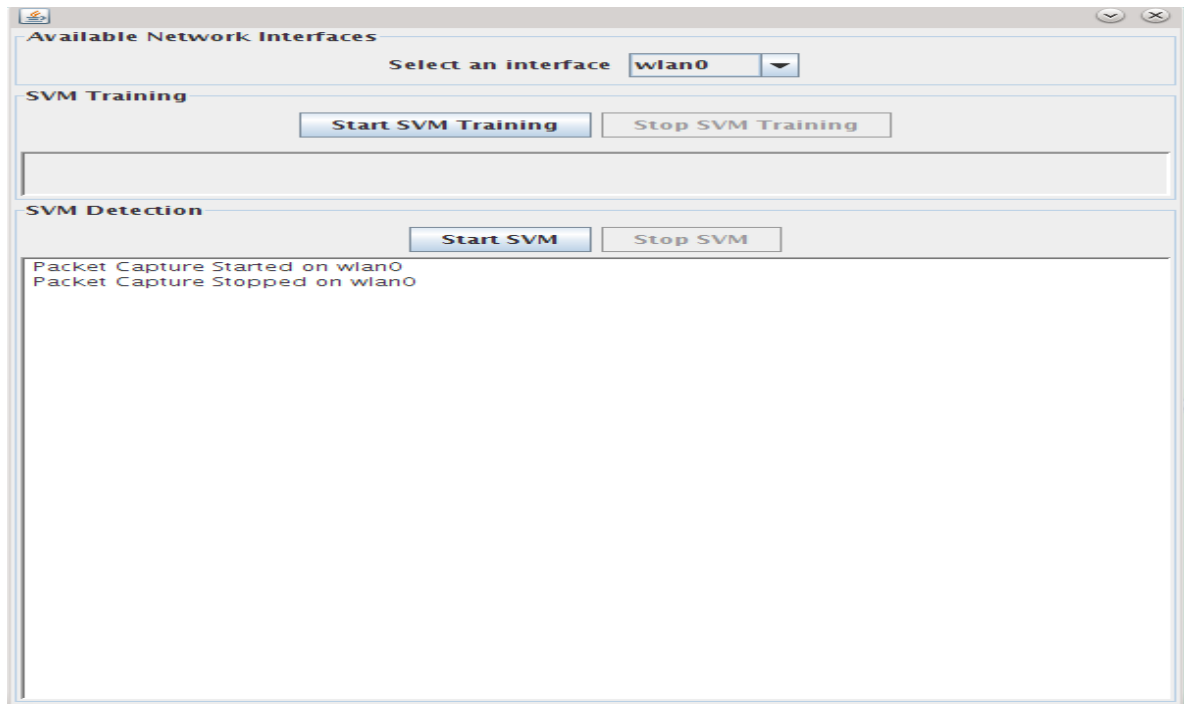 Available Network Interfaces
Select an interface wlan0
SVM Training
Start SVM Training Stop SVM Training
SVM Detection
Start SVM Stop SVM
Packet Capture Started on wlan0
Packet Capture Stopped on wlan0